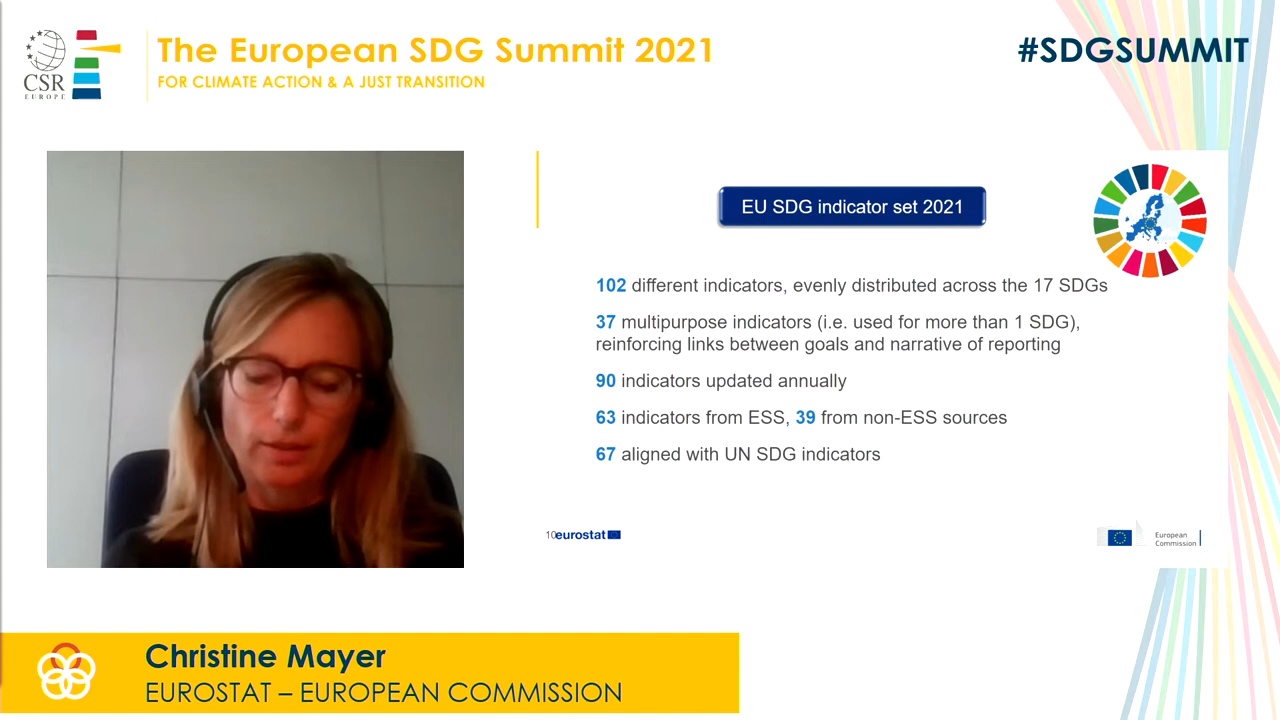 CSR
EUROPE
The European SDG Summit 2021
FOR CLIMATE ACTION & A JUST TRANSITION
#SDGSUMMIT
EU SDG indicator set 2021
102 different indicators, evenly distributed across the 17 SDGs
37 multipurpose indicators (i.e. used for more than 1 SDG),
reinforcing links between goals and narrative of reporting
90 indicators updated annually
63 indicators from ESS, 39 from non-ESS sources
67 aligned with UN SDG indicators
10eurostat
European
Commission
Christine Mayer
EUROSTAT – EUROPEAN COMMISSION